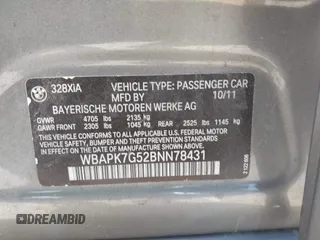 328XIA VEHICLE TYPE: PASSENGER CAR
MFD BY: 10/11
BAYERISCHE MOTOREN WERKE AG
GVWR 4705 lbs 2135 kg
GAWR FRONT 2305 lbs 1045 KG GAWR REAR 2525 lbs 1145 kg
THIS VEHICLE CONFORMS TO ALL APPLICABLE FEDERAL MOTOR VEHICLE SAFETY,
BUMPER AND THEFT PREVENTION STANDARDS IN EFFECT ON THE DATE OF MANUFACTURE SHOWN ABOVE.
WBAPK7G52BNN78431
DREAMBID